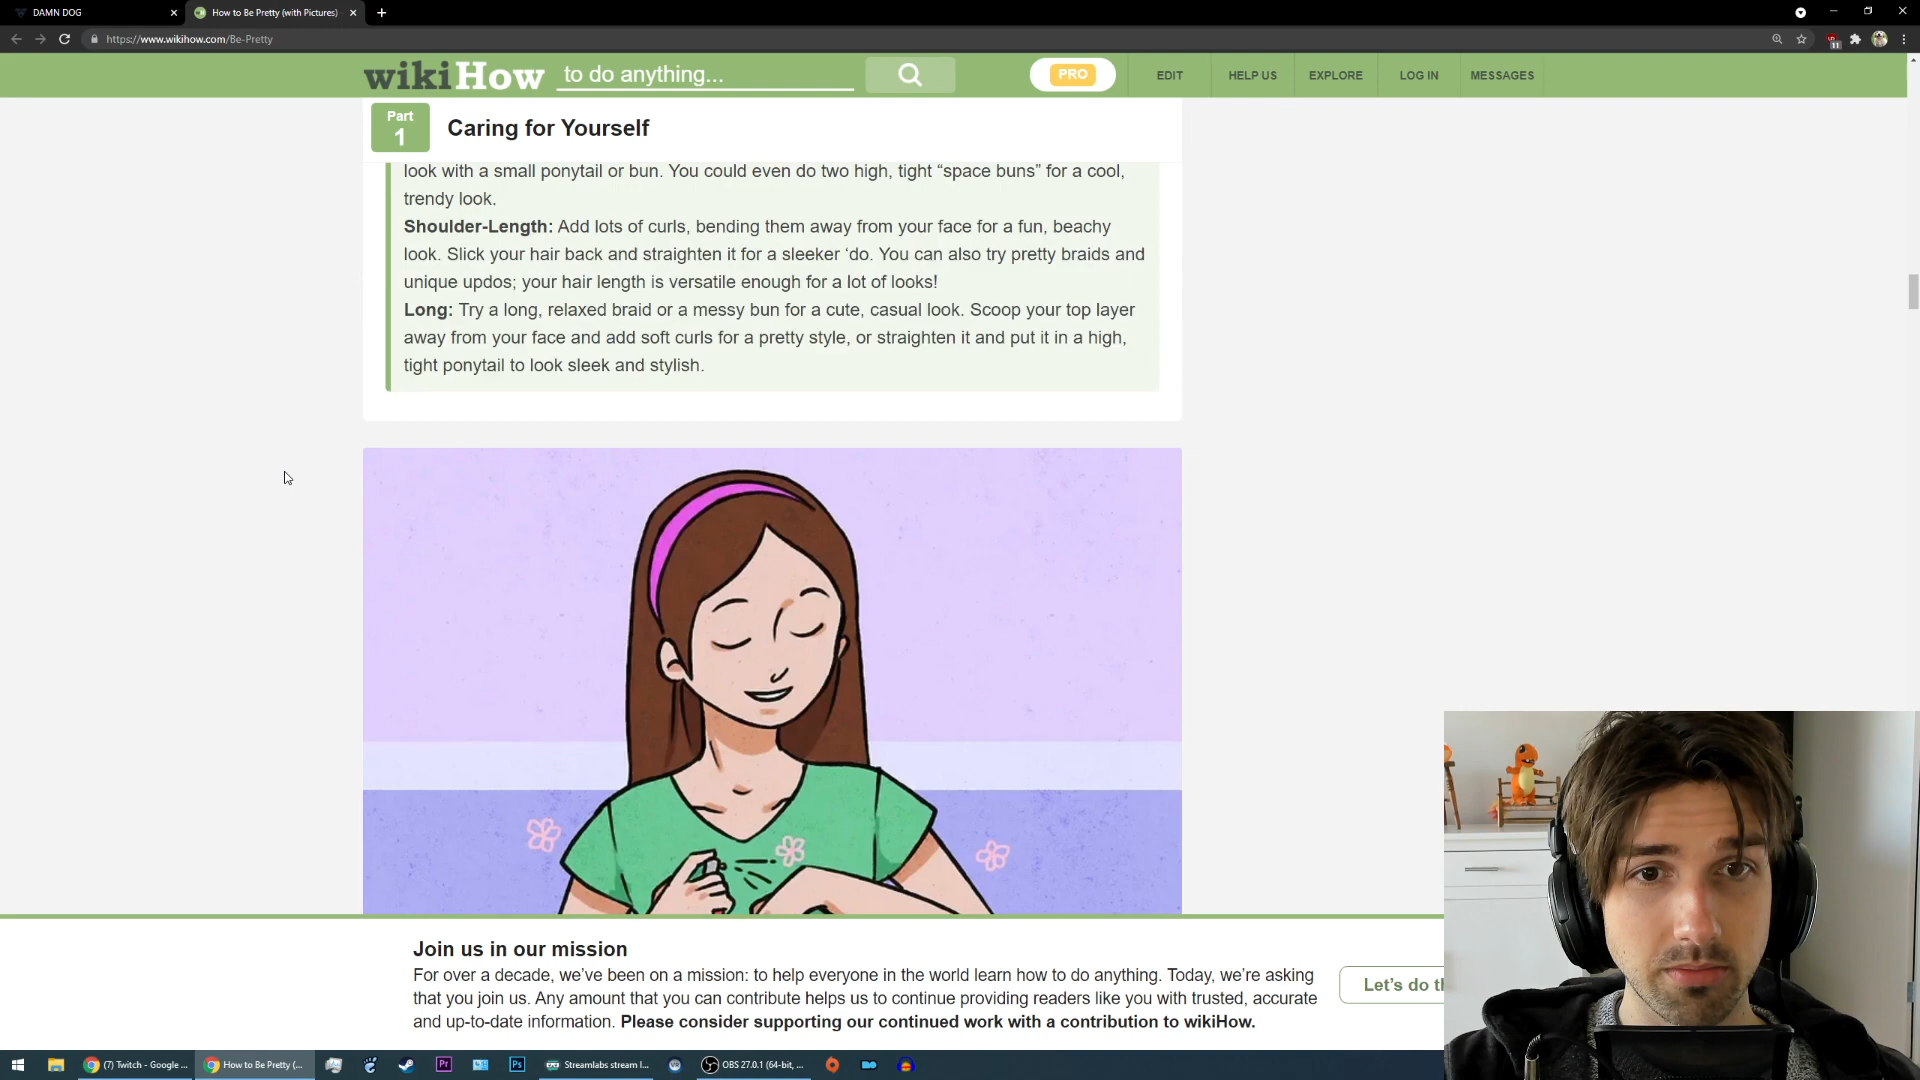 DAMN DOG
How to Be Pretty (with Pictures)
https://www.wikihow.com/Be-Pretty
11
wikiHow to do anything... PRO EDIT HELP US EXPLORE LOG IN MESSAGES
Part
1
Caring for Yourself
look with a small ponytail or bun. You could even do two high, tight “space buns” for a cool,
trendy look.
Shoulder-Length: Add lots of curls, bending them away from your face for a fun, beachy
look. Slick your hair back and straighten it for a sleeker ‘do. You can also try pretty braids and
unique updos; your hair length is versatile enough for a lot of looks!
Long: Try a long, relaxed braid or a messy bun for a cute, casual look. Scoop your top layer
away from your face and add soft curls for a pretty style, or straighten it and put it in a high,
tight ponytail to look sleek and stylish.
Join us in our mission
For over a decade, we’ve been on a mission: to help everyone in the world learn how to do anything. Today, we’re asking
that you join us. Any amount that you can contribute helps us to continue providing readers like you with trusted, accurate
and up-to-date information. Please consider supporting our continued work with a contribution to wikiHow.
Let’s do th
(7) Twitch - Google ...
How to Be Pretty (...
Pr
Ps
Streamlabs stream l...
OBS 27.0.1 (64-bit, ...